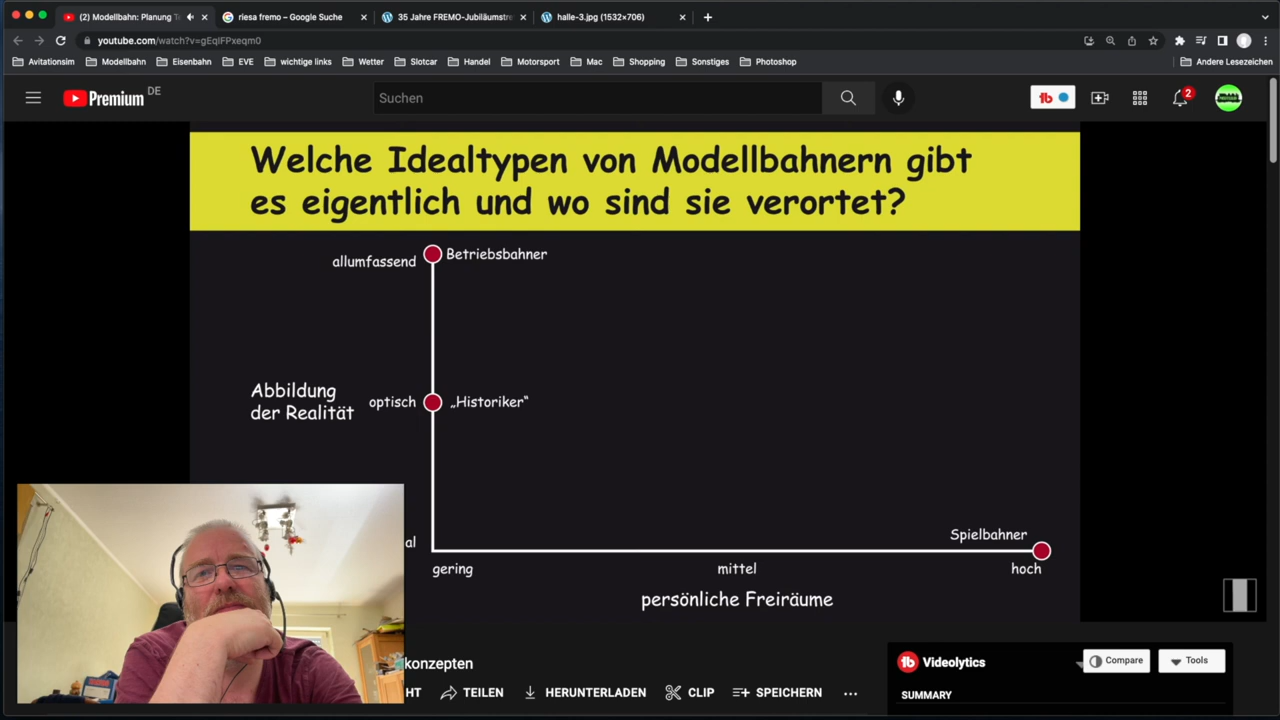 (2) Modellbahn: Planung
riesa fremo – Google Suche
35 Jahre FREMO-Jubiläumstre
halle-3.jpg (1532×706)
youtube.com/watch?v=gEqIFPxeqm0
Avitationsim
Modellbahn
Eisenbahn
EVE
wichtige links
Wetter
Slotcar
Handel
Motorsport
Mac
Shopping
Sonstiges
Photoshop
Andere Lesezeichen
Premium DE
Suchen
2
Welche Idealtypen von Modellbahnern gibt
es eigentlich und wo sind sie verortet?
allumfassend
Betriebsbahner
Abbildung
der Realität
optisch
„Historiker“
al
Spielbahner
gering
mittel
hoch
persönliche Freiräume
konzepten
HT
TEILEN
HERUNTERLADEN
CLIP
SPEICHERN
Videolytics
Compare
Tools
SUMMARY